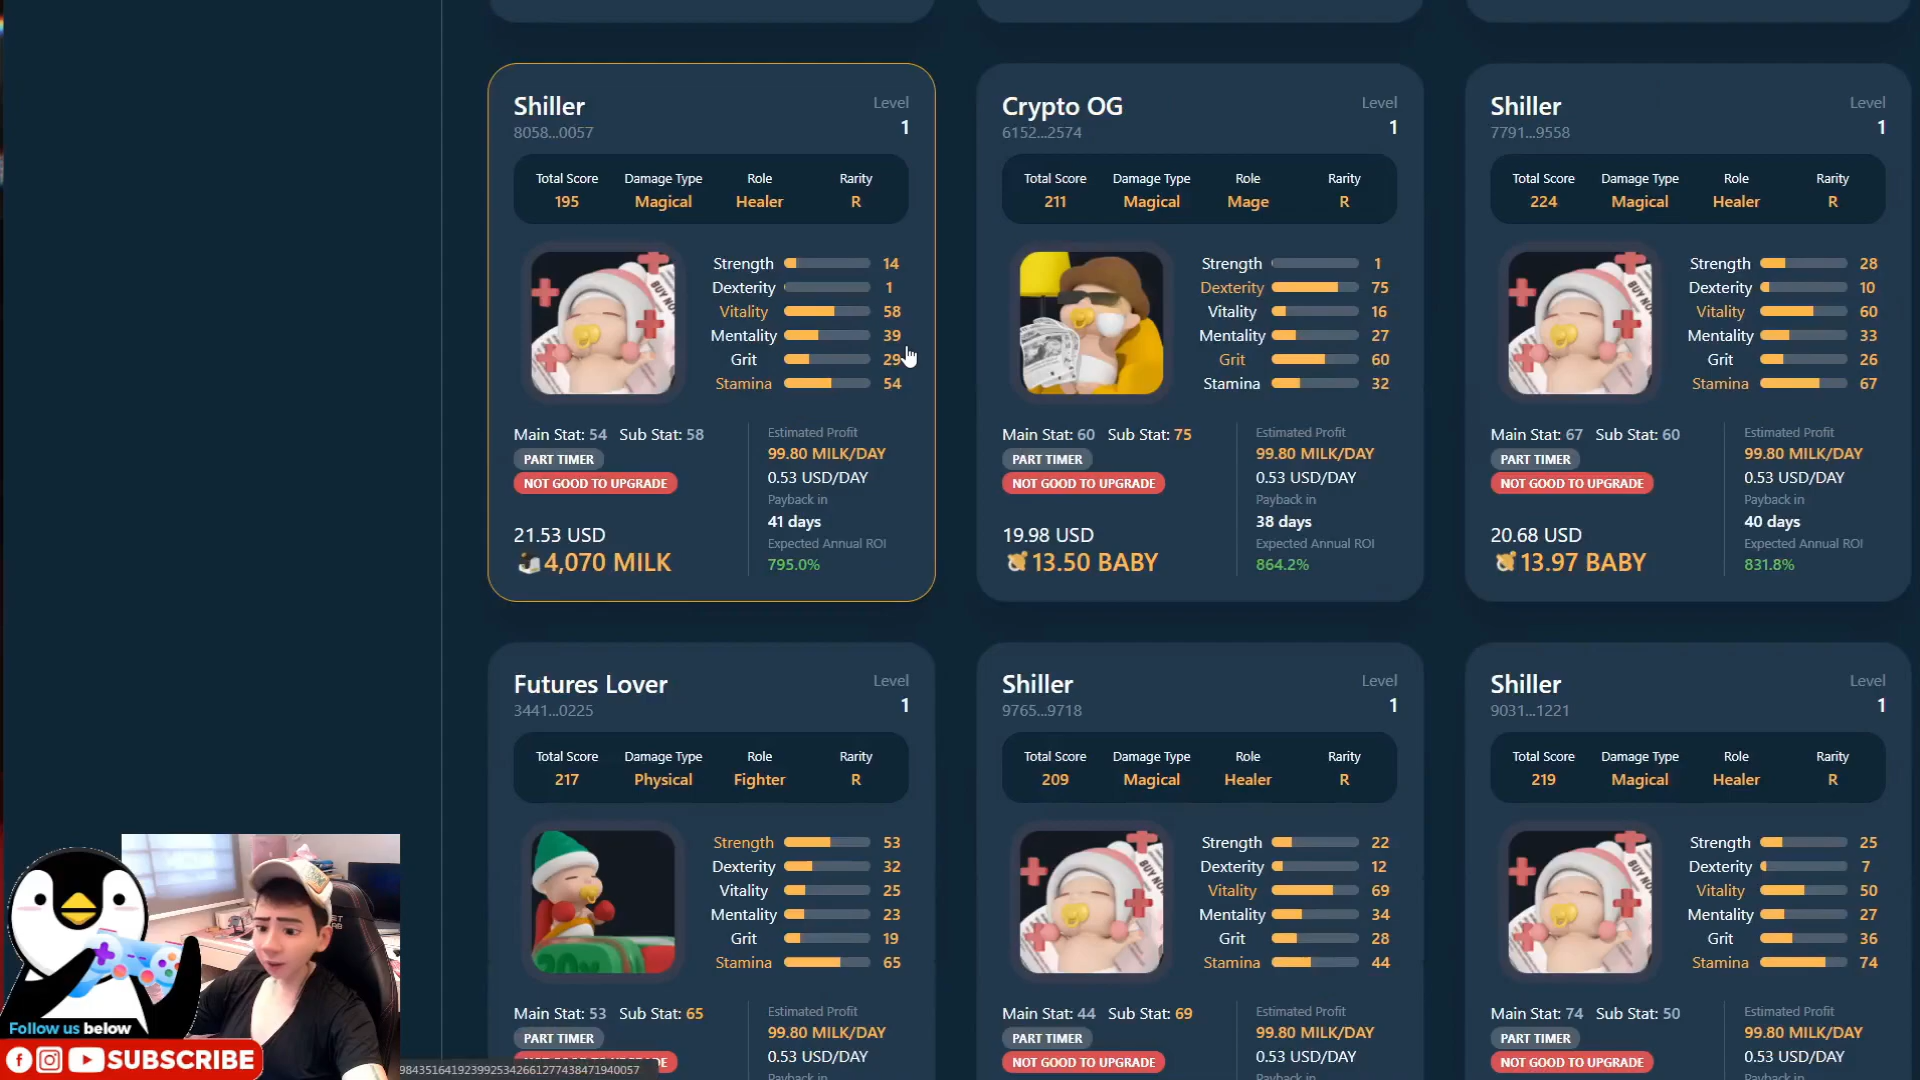 Shiller
8058...0057
Level
1
Total Score Damage Type Role Rarity
195 Magical Healer R
Strength 14
Dexterity 1
Vitality 58
Mentality 39
Grit 29
Stamina 54
Main Stat: 54 Sub Stat: 58
PART TIMER
NOT GOOD TO UPGRADE
21.53 USD
4,070 MILK
Estimated Profit
99.80 MILK/DAY
0.53 USD/DAY
Payback in
41 days
Expected Annual ROI
795.0%
Crypto OG
6152...2574
Level
1
Total Score Damage Type Role Rarity
211 Magical Mage R
Strength 1
Dexterity 75
Vitality 16
Mentality 27
Grit 60
Stamina 32
Main Stat: 60 Sub Stat: 75
PART TIMER
NOT GOOD TO UPGRADE
19.98 USD
13.50 BABY
Estimated Profit
99.80 MILK/DAY
0.53 USD/DAY
Payback in
38 days
Expected Annual ROI
864.2%
Shiller
7791...9558
Level
1
Total Score Damage Type Role Rarity
224 Magical Healer R
BUY NO
Strength 28
Dexterity 10
Vitality 60
Mentality 33
Grit 26
Stamina 67
Main Stat: 67 Sub Stat: 60
PART TIMER
NOT GOOD TO UPGRADE
20.68 USD
13.97 BABY
Estimated Profit
99.80 MILK/DAY
0.53 USD/DAY
Payback in
40 days
Expected Annual ROI
831.8%
Futures Lover
3441...0225
Level
1
Total Score Damage Type Role Rarity
217 Physical Fighter R
20x
Strength 53
Dexterity 32
Vitality 25
Mentality 23
Grit 19
Stamina 65
Main Stat: 53 Sub Stat: 65
PART TIMER
Estimated Profit
99.80 MILK/DAY
0.53 USD/DAY
Payback in
Shiller
9765...9718
Level
1
Total Score Damage Type Role Rarity
209 Magical Healer R
BUY NO
Strength 22
Dexterity 12
Vitality 69
Mentality 34
Grit 28
Stamina 44
Main Stat: 44 Sub Stat: 69
PART TIMER
NOT GOOD TO UPGRADE
Estimated Profit
99.80 MILK/DAY
0.53 USD/DAY
Payback in
Shiller
9031...1221
Level
1
Total Score Damage Type Role Rarity
219 Magical Healer R
BUY NO
Strength 25
Dexterity 7
Vitality 50
Mentality 27
Grit 36
Stamina 74
Main Stat: 74 Sub Stat: 50
PART TIMER
NOT GOOD TO UPGRADE
Estimated Profit
99.80 MILK/DAY
0.53 USD/DAY
Payback in
Follow us below
SUBSCRIBE